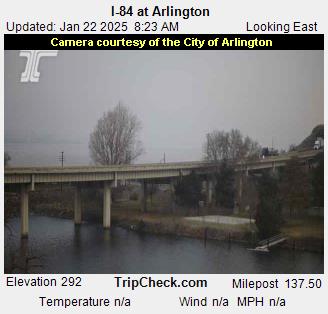 I-84 at Arlington
Updated: Jan 22 2025 8:23 AM Looking East
Camera courtesy of the City of Arlington
Elevation 292 TripCheck.com Milepost 137.50
Temperature n/a Wind n/a MPH n/a